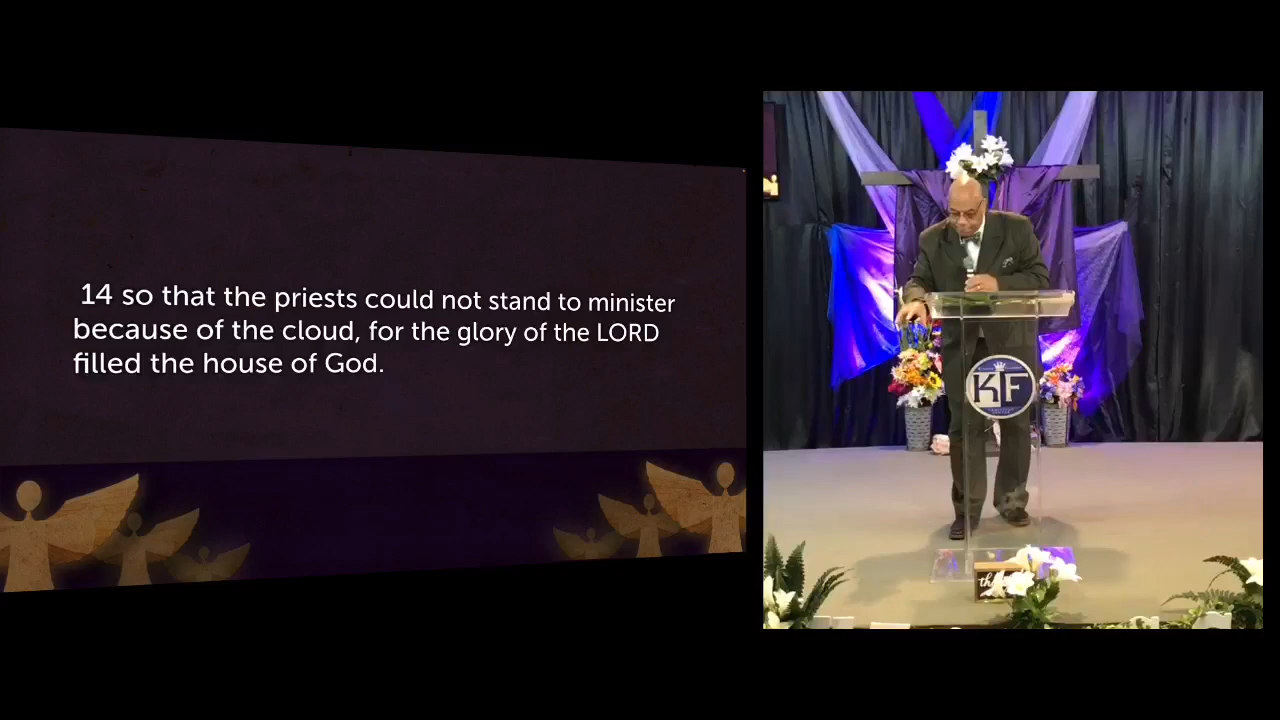 14 so that the priests could not stand to minister
because of the cloud, for the glory of the LORD
filled the house of God.
KF